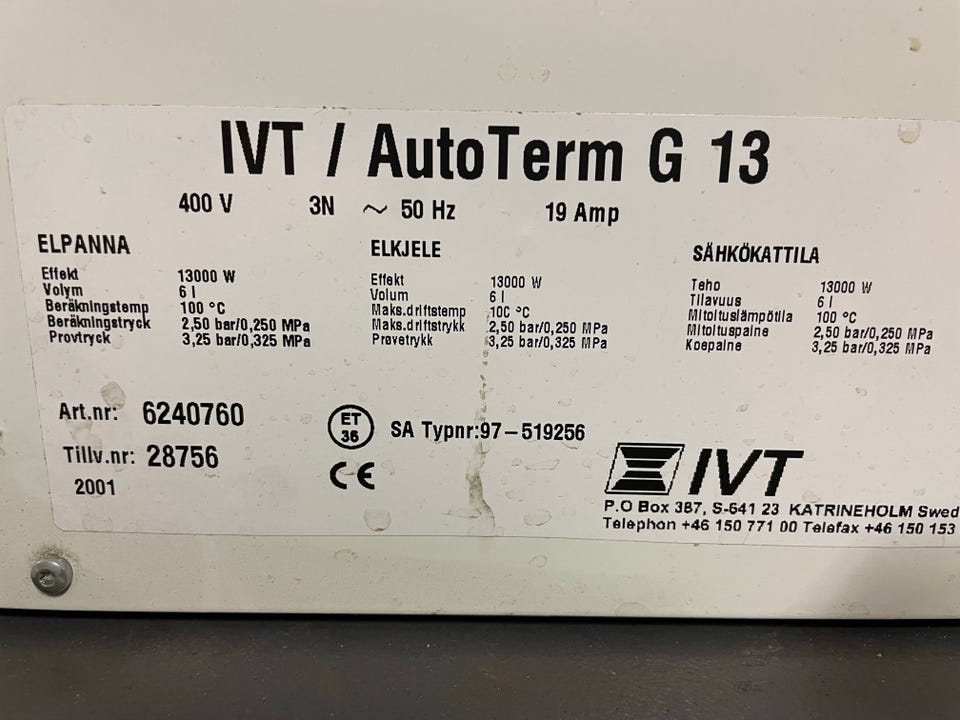 IVT / AutoTerm G 13
400 V 3N ~ 50 Hz 19 Amp
ELPANNA
Effekt 13000 W
Volym 6 l
Beräkningstemp 100 °C
Beräkningstryck 2,50 bar/0,250 MPa
Provtryck 3,25 bar/0,325 MPa
ELKJELE
Effekt 13000 W
Volum 6 l
Maks.driftstemp 100 °C
Maks.driftstrykk 2,50 bar/0,250 MPa
Prøvetrykk 3,25 bar/0,325 MPa
SÄHKÖKATTILA
Teho 13000 W
Tilavuus 6 l
Mitoituslämpötila 100 °C
Mitoituspaine 2,50 bar/0,250 MPa
Koepaine 3,25 bar/0,325 MPa
Art.nr: 6240760
Tillv.nr: 28756
2001
ET
36
SA Typnr:97-519256
CE
IVT
P.O Box 387, S-641 23 KATRINEHOLM Swed
Telephon +46 150 771 00 Telefax +46 150 153